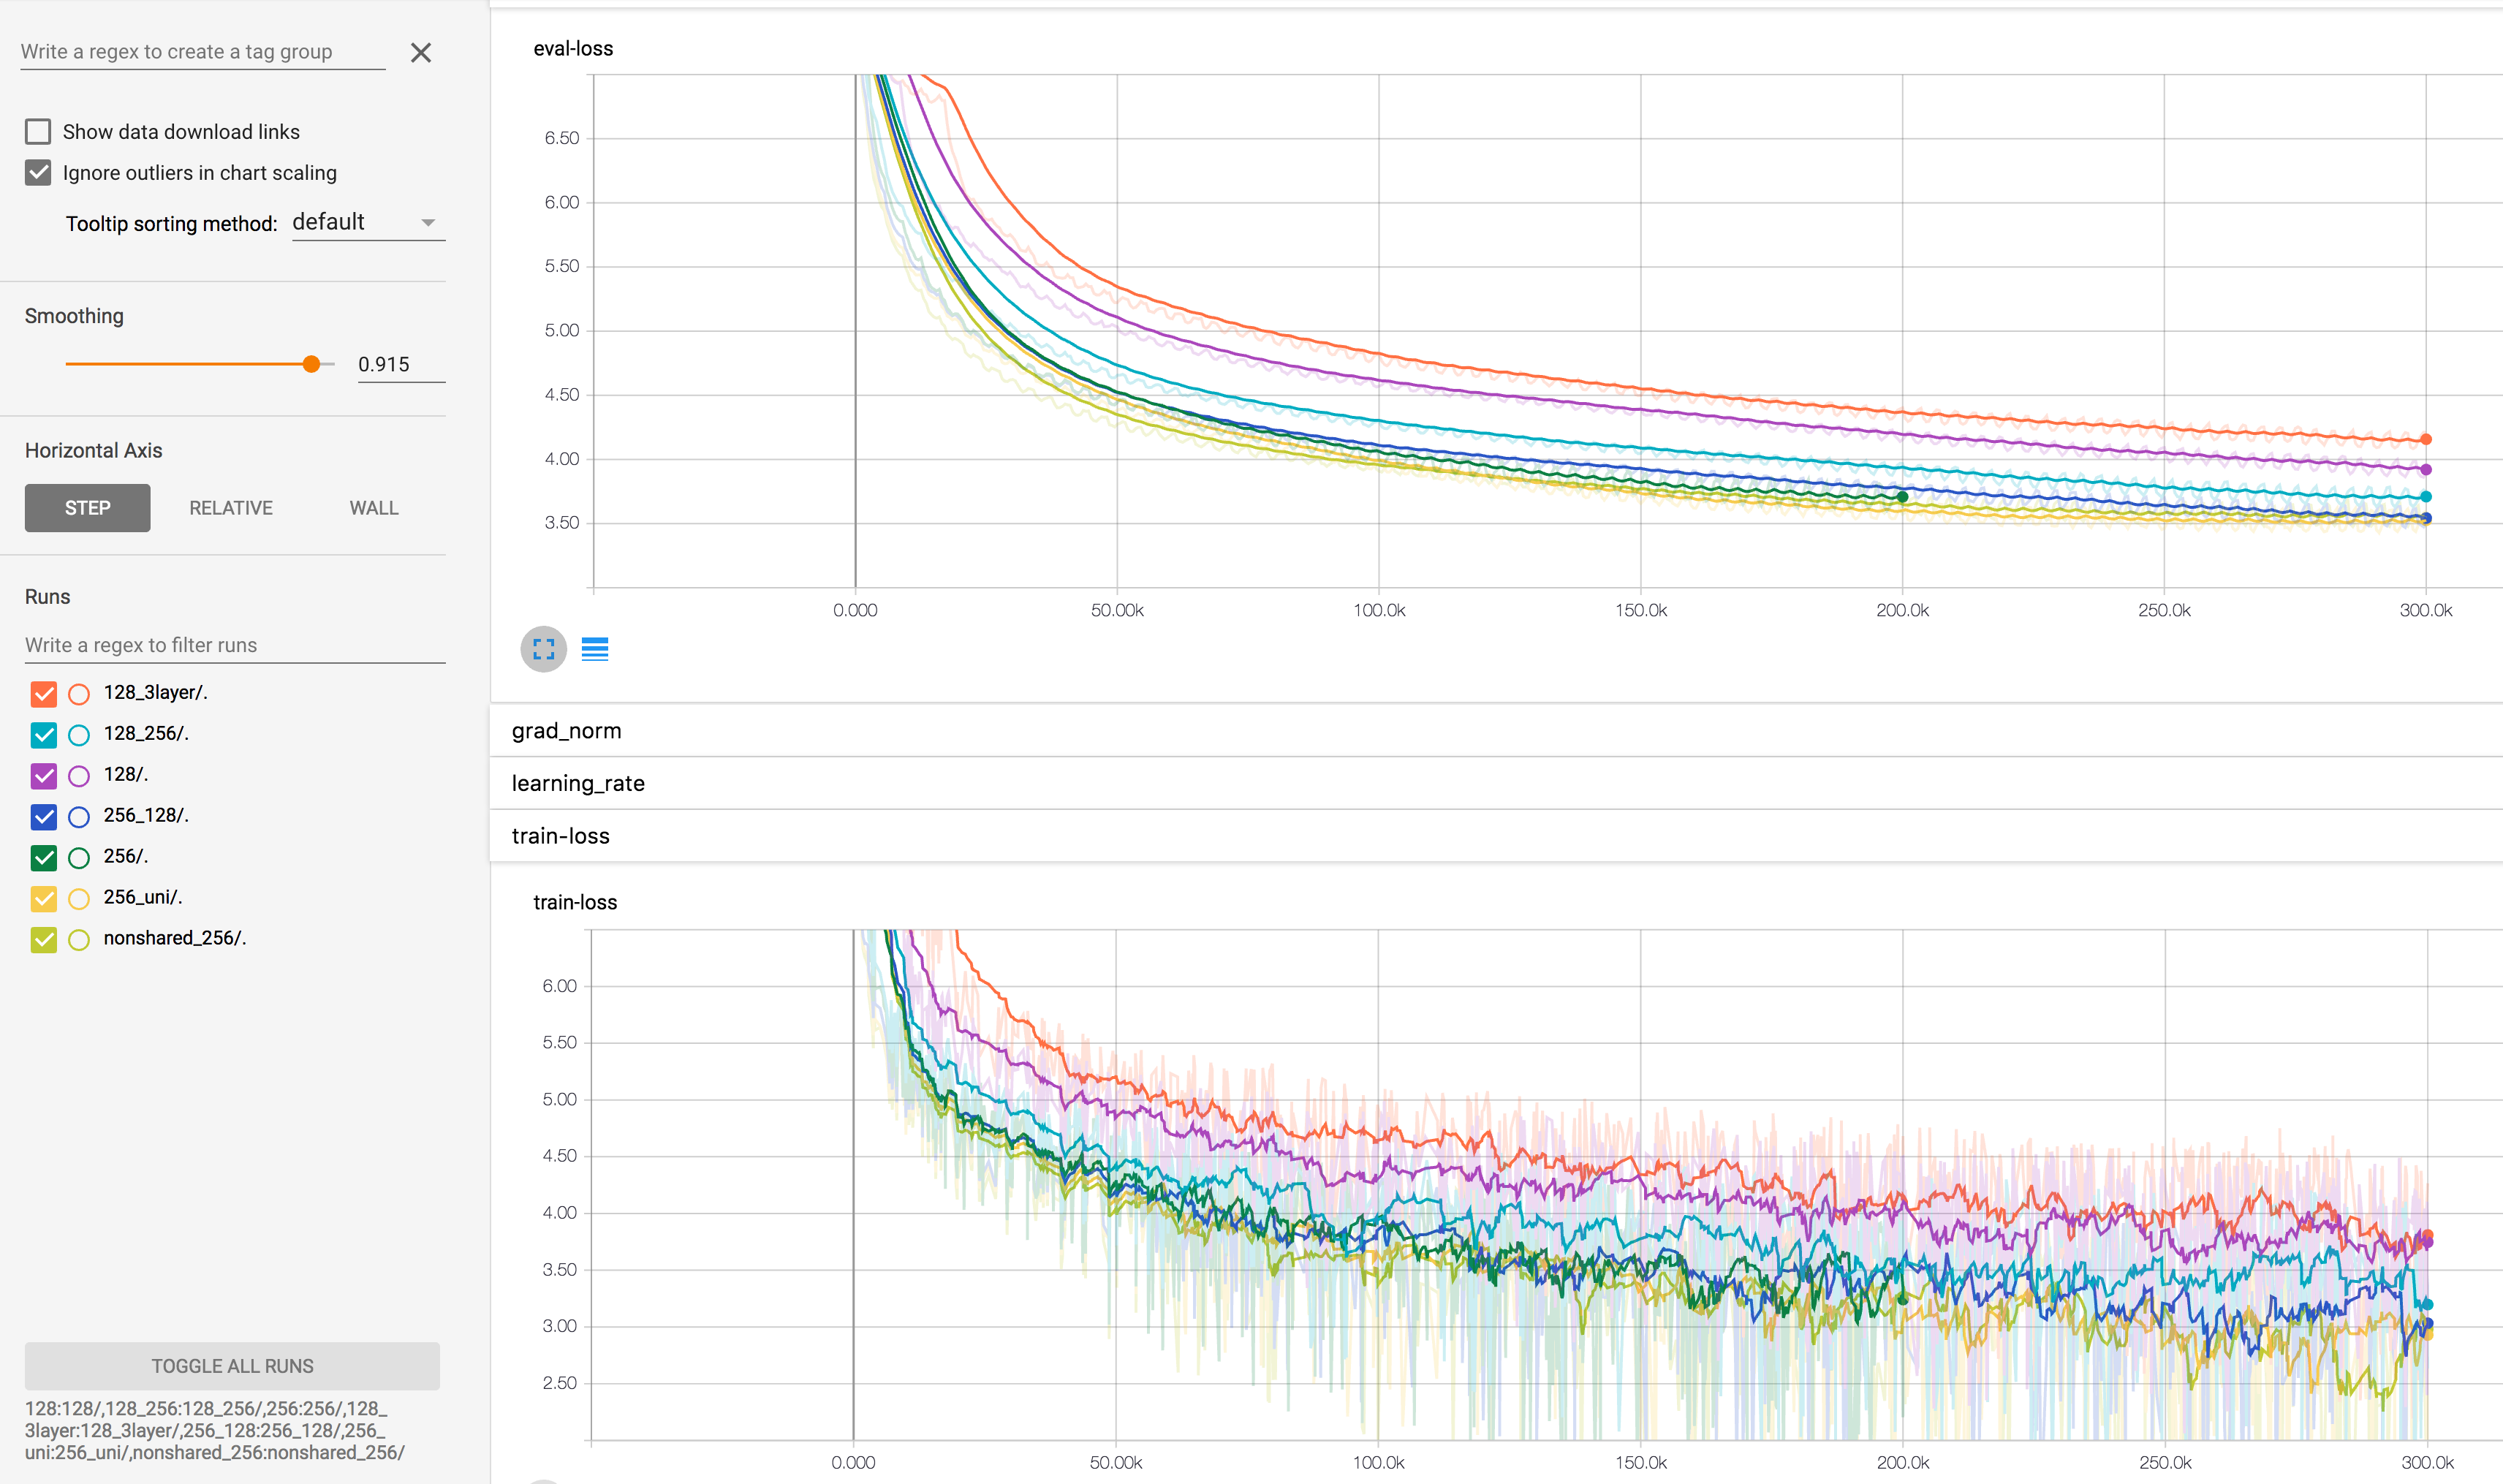 Write a regex to create a tag group
Show data download links
Ignore outliers in chart scaling
Tooltip sorting method: default
Smoothing
0.915
Horizontal Axis
STEP RELATIVE WALL
Runs
Write a regex to filter runs
128_3layer/.
128_256/.
128/.
256_128/.
256/.
256_uni/.
nonshared_256/.
TOGGLE ALL RUNS
128:128/,128_256:128_256/,256:256/,128_
3layer:128_3layer/,256_128:256_128/,256_
uni:256_uni/,nonshared_256:nonshared_256/
eval-loss
6.50
6.00
5.50
5.00
4.50
4.00
3.50
0.000 50.00k 100.0k 150.0k 200.0k 250.0k 300.0k
grad_norm
learning_rate
train-loss
train-loss
6.00
5.50
5.00
4.50
4.00
3.50
3.00
2.50
0.000 50.00k 100.0k 150.0k 200.0k 250.0k 300.0k